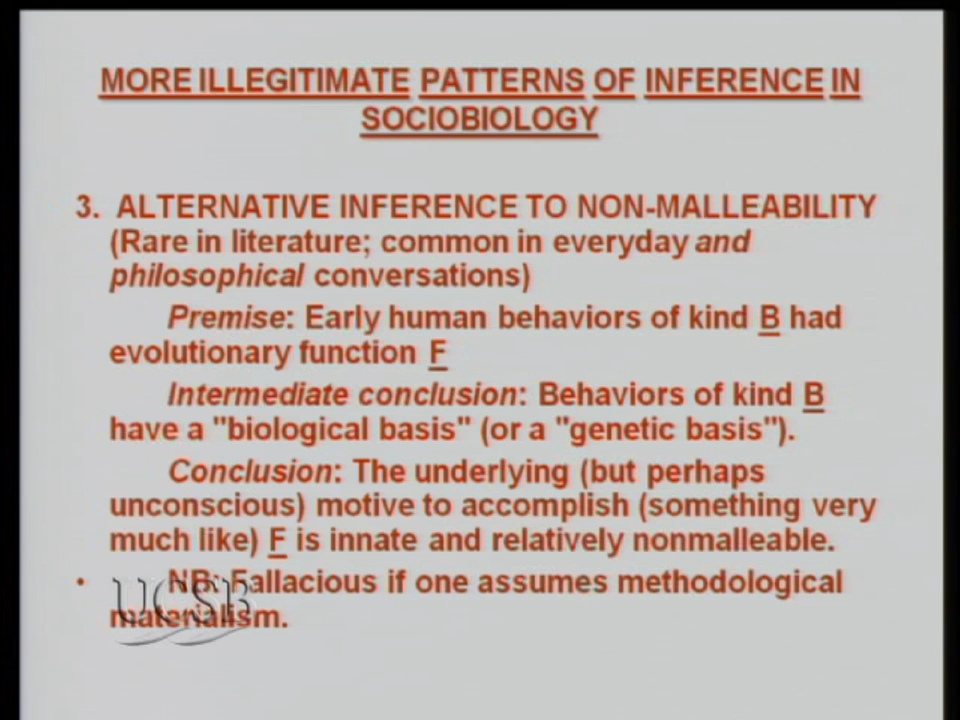 MORE ILLEGITIMATE PATTERNS OF INFERENCE IN
SOCIOBIOLOGY
3. ALTERNATIVE INFERENCE TO NON-MALLEABILITY
(Rare in literature; common in everyday and
philosophical conversations)
Premise: Early human behaviors of kind B had
evolutionary function F
Intermediate conclusion: Behaviors of kind B
have a "biological basis" (or a "genetic basis").
Conclusion: The underlying (but perhaps
unconscious) motive to accomplish (something very
much like) F is innate and relatively nonmalleable.
• NB: Fallacious if one assumes methodological
materialism.
UCSB